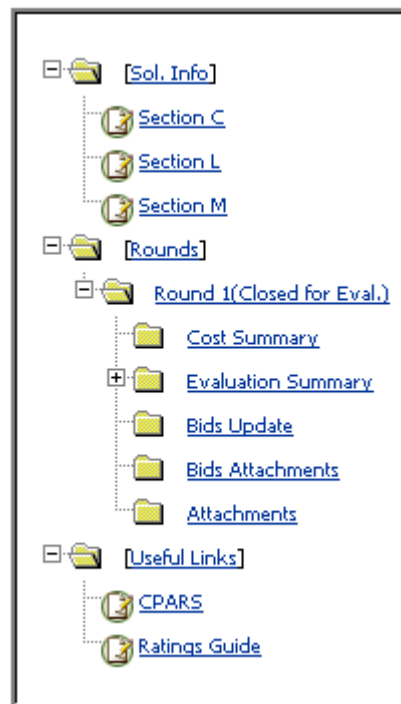 [Sol. Info]
Section C
Section L
Section M
[Rounds]
Round 1(Closed for Eval.)
Cost Summary
Evaluation Summary
Bids Update
Bids Attachments
Attachments
[Useful Links]
CPARS
Ratings Guide